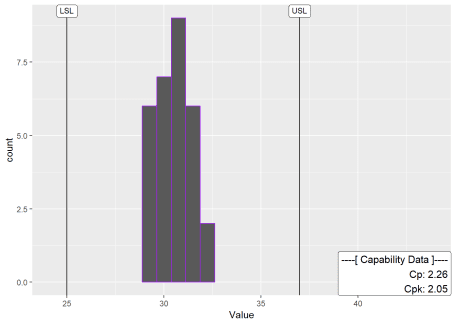 LSL
USL
7.5
5.0
2.5
0.0
count
25
30
35
40
Value
----[ Capability Data ]----
Cp: 2.26
Cpk: 2.05